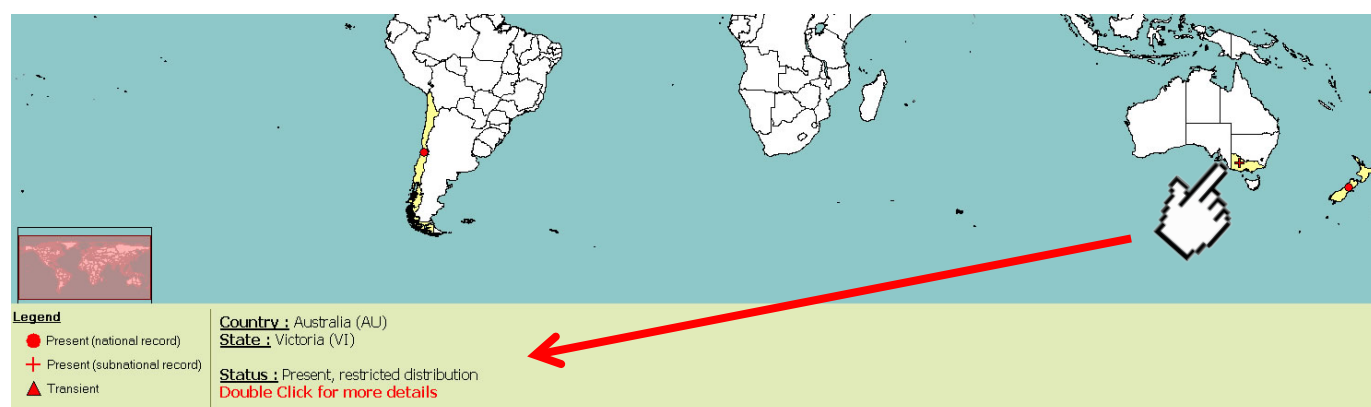 Legend
Present (national record)
Present (subnational record)
Transient
Country : Australia (AU)
State : Victoria (VI)
Status : Present, restricted distribution
Double Click for more details